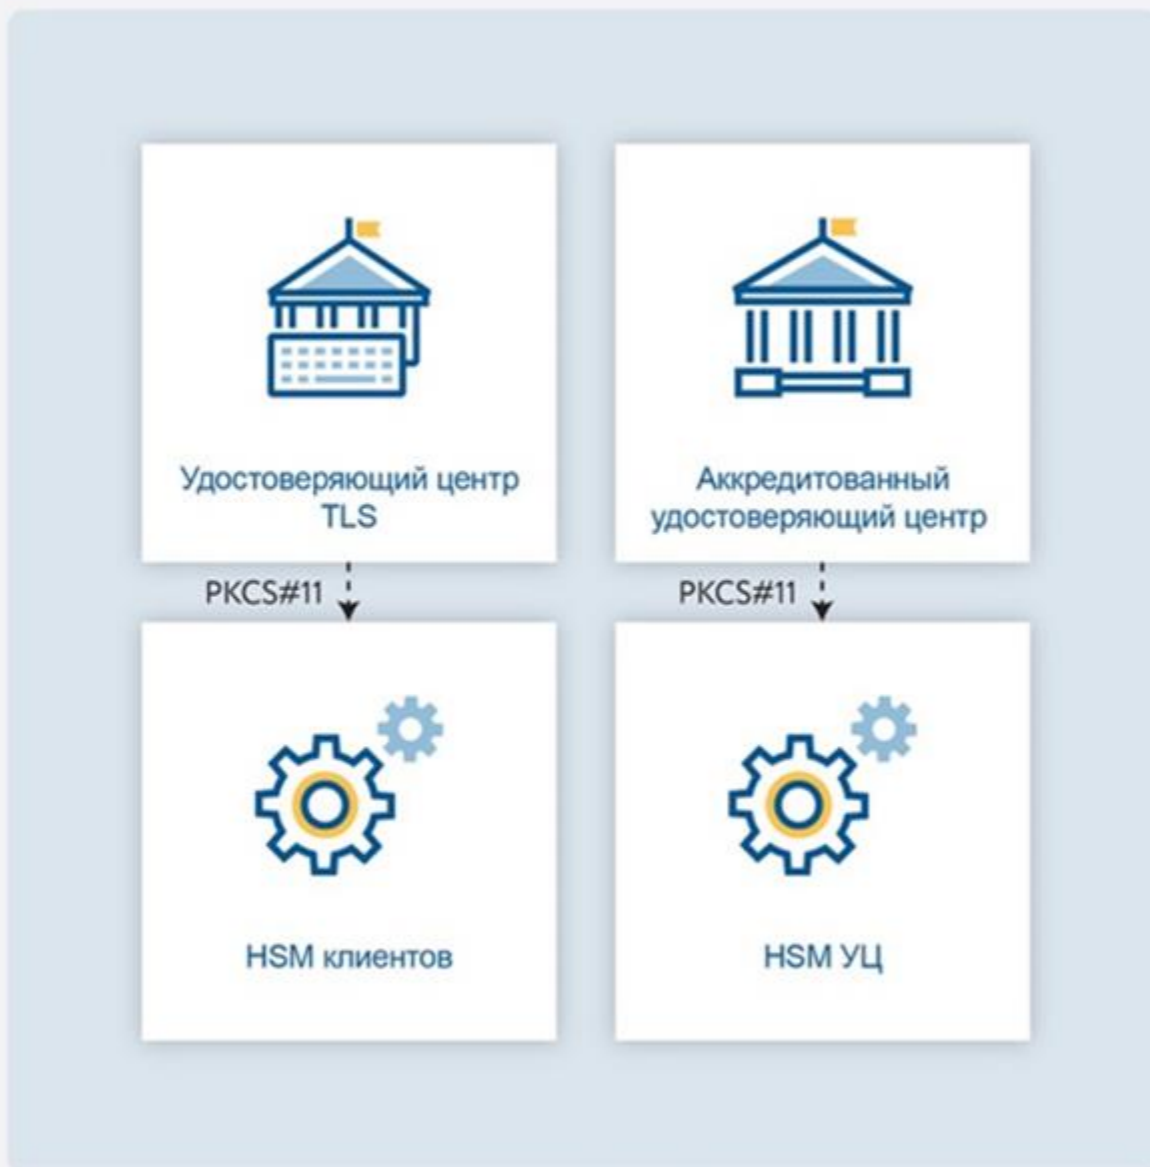 Удостоверяющий центр
TLS
Аккредитованный
удостоверяющий центр
PKCS#11
PKCS#11
HSM клиентов
HSM УЦ